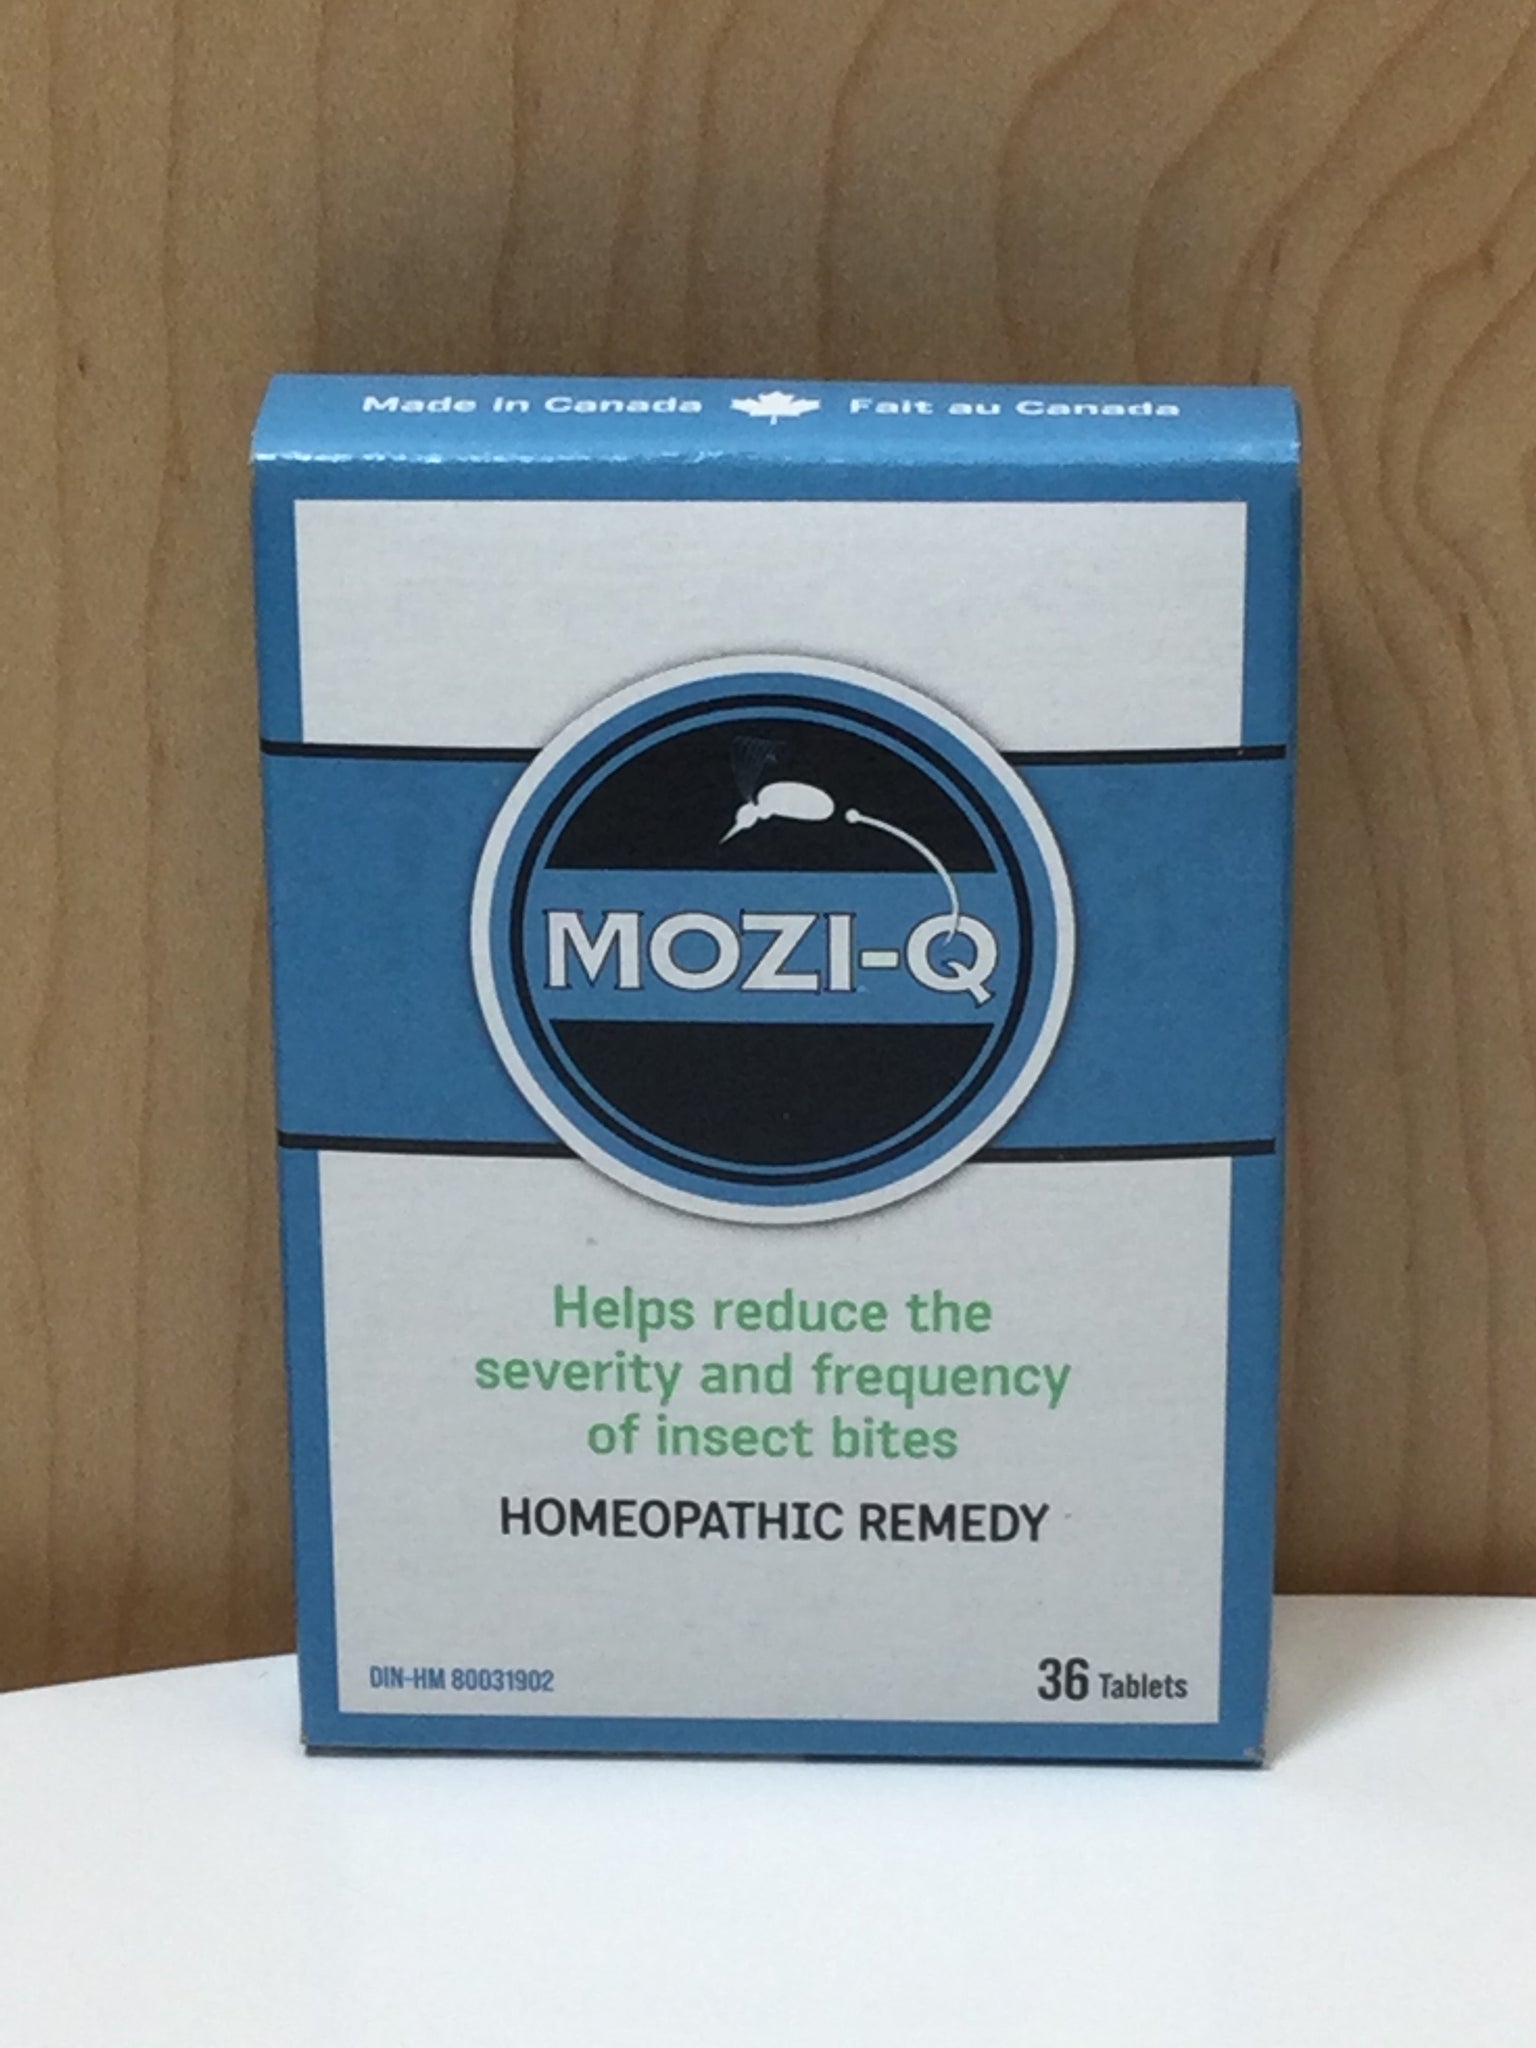 Made in Canada Fait au Canada
MOZI-Q
Helps reduce the
severity and frequency
of insect bites
HOMEOPATHIC REMEDY
DIN-HM 80031902
36 Tablets